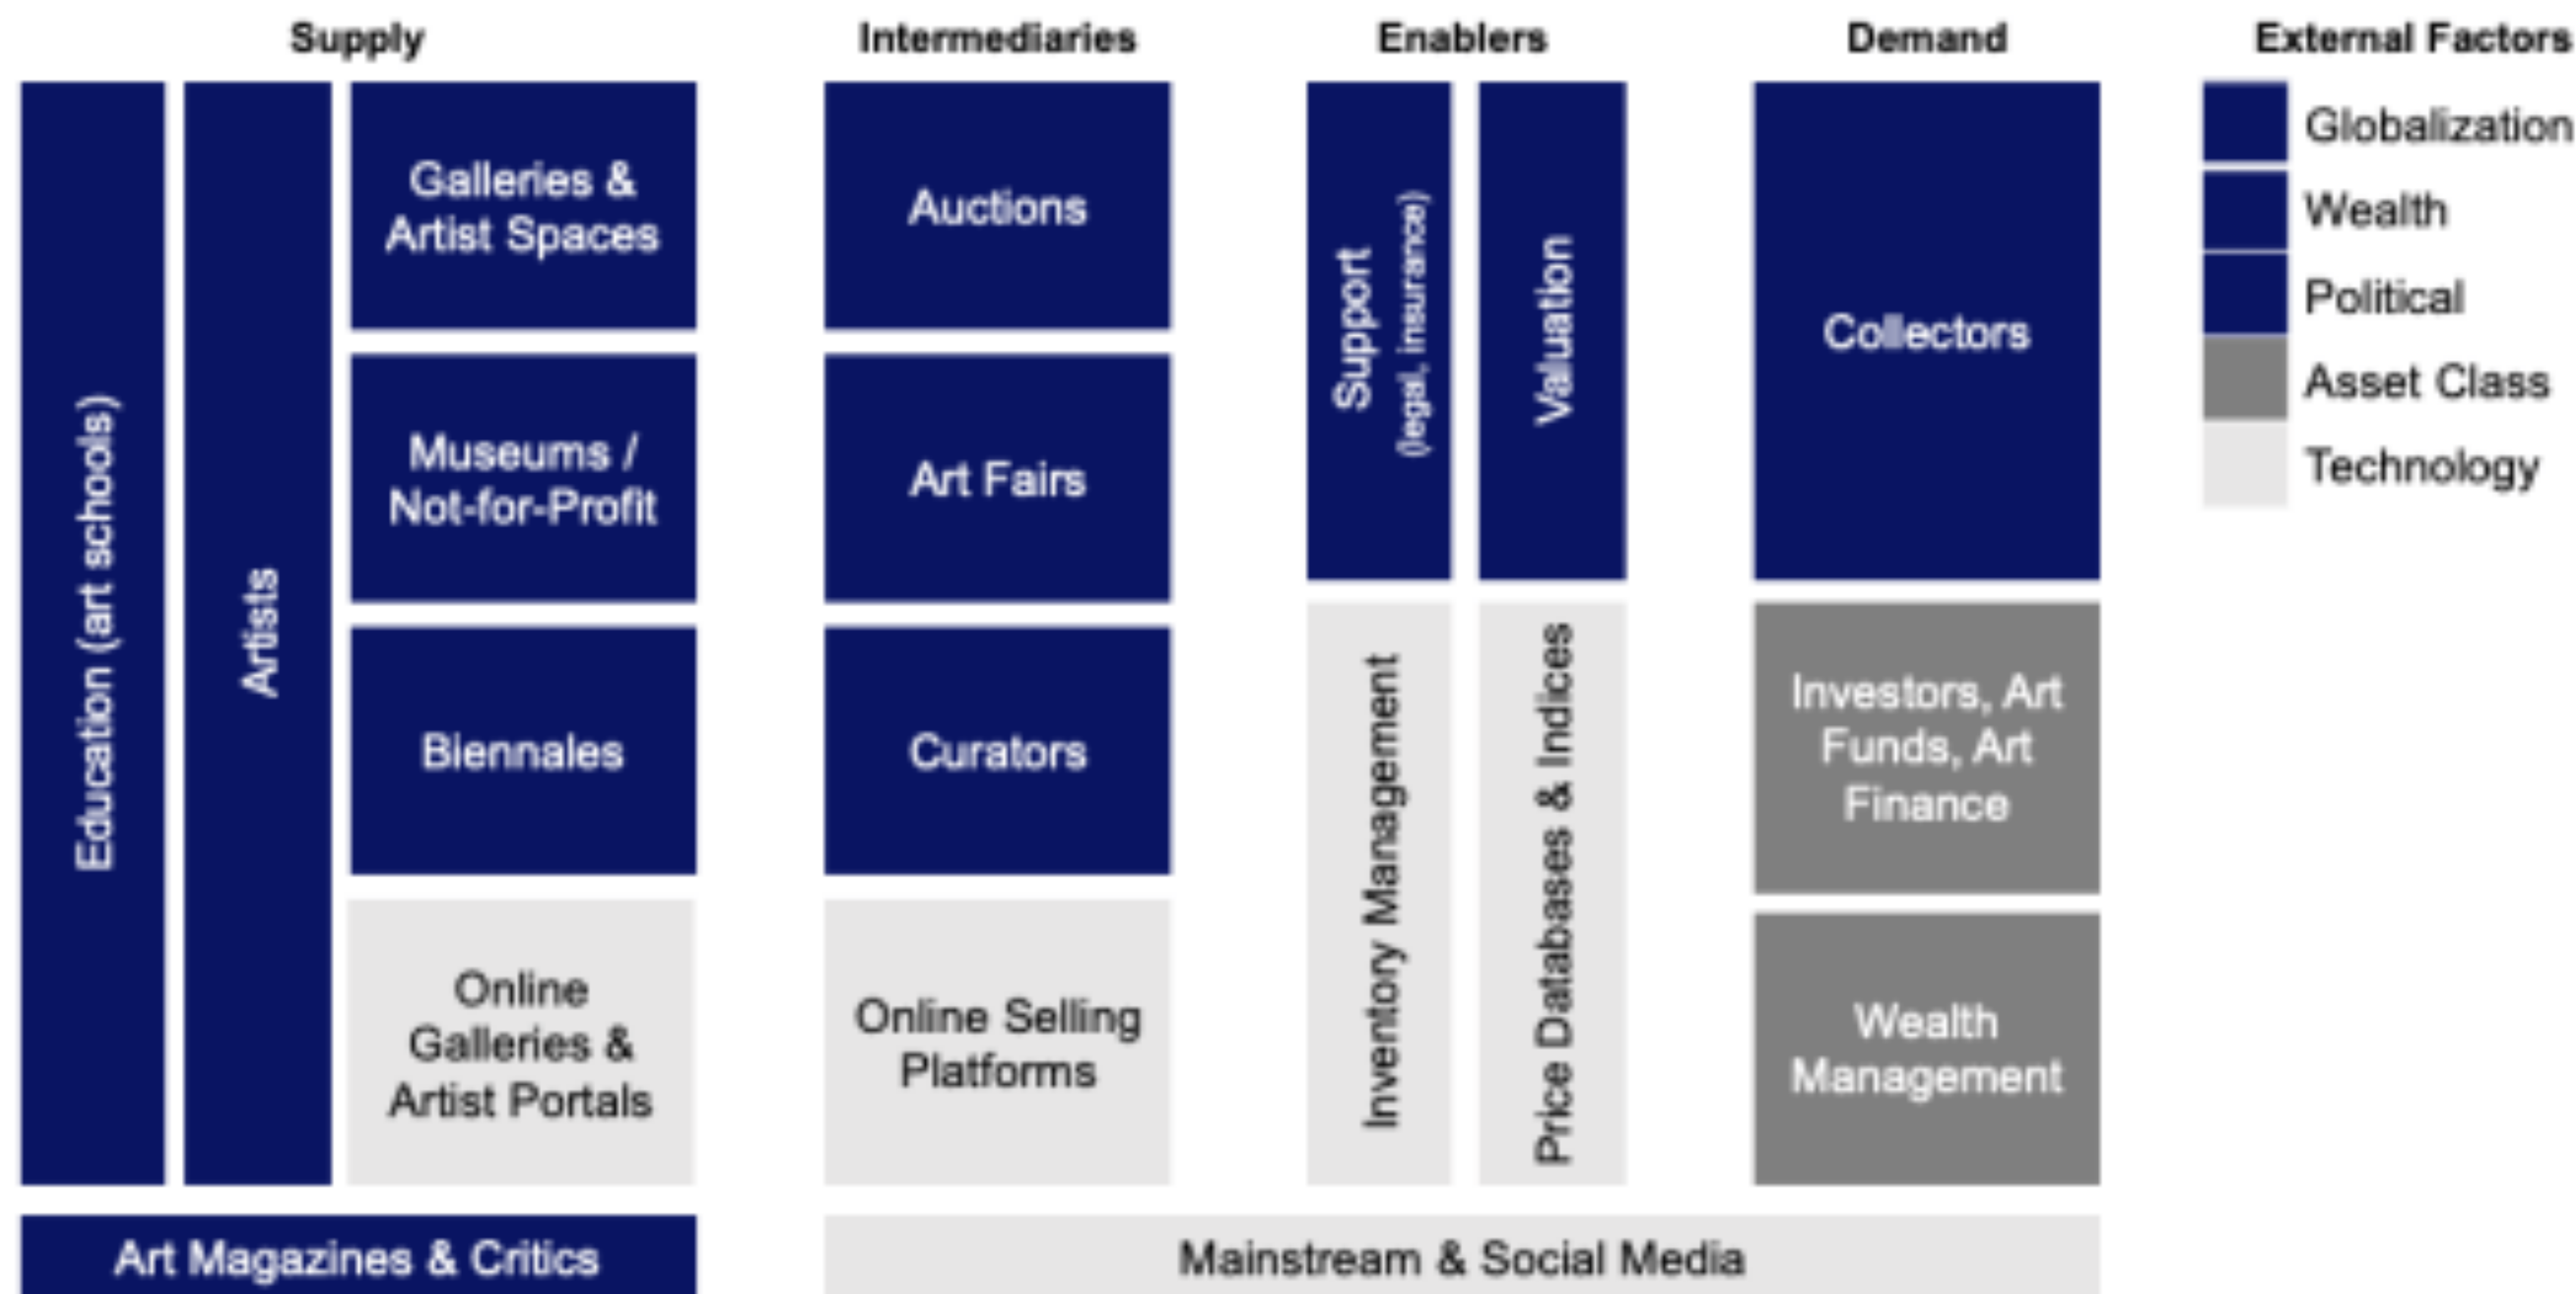 Supply
Intermediaries
Enablers
Demand
External Factors
Education (art schools)
Artists
Galleries &
Artist Spaces
Museums /
Not-for-Profit
Biennales
Online
Galleries &
Artist Portals
Art Magazines & Critics
Auctions
Art Fairs
Curators
Online Selling
Platforms
Support
(legal, insurance)
Valuation
Inventory Management
Price Databases & Indices
Collectors
Investors, Art
Funds, Art
Finance
Wealth
Management
Mainstream & Social Media
Globalization
Wealth
Political
Asset Class
Technology